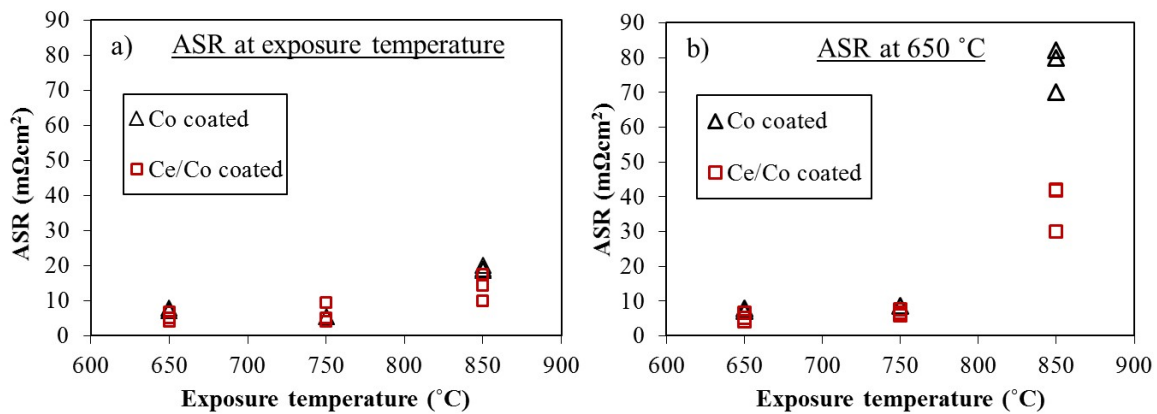 a) ASR at exposure temperature
Co coated
Ce/Co coated
ASR (mΩcm²)
90
80
70
60
50
40
30
20
10
0
600 650 700 750 800 850 900
Exposure temperature (˚C)
b) ASR at 650 ˚C
Co coated
Ce/Co coated
ASR (mΩcm²)
90
80
70
60
50
40
30
20
10
0
600 650 700 750 800 850 900
Exposure temperature (˚C)